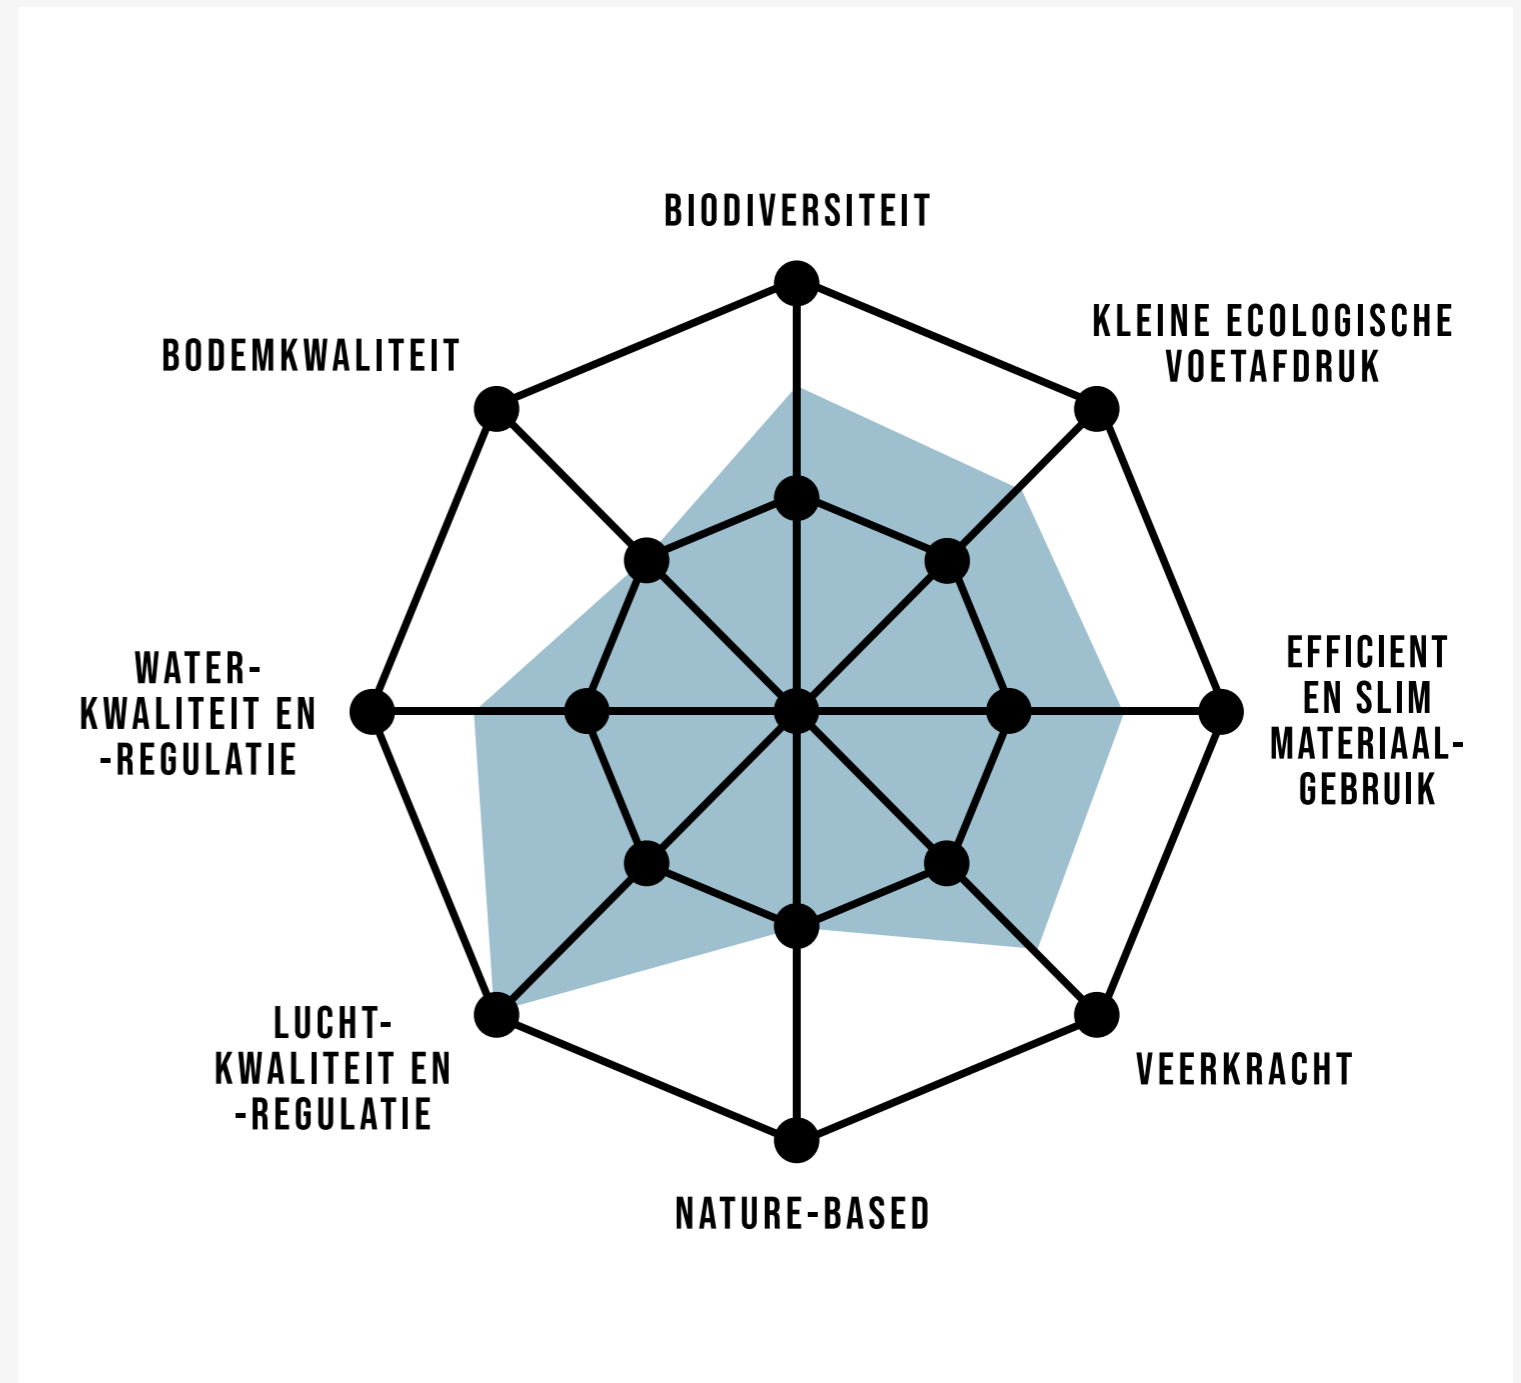 BIODIVERSITEIT
KLEINE ECOLOGISCHE
VOETAFDRUK
BODEMKWALITEIT
EFFICIENT
EN SLIM
MATERIAAL-
GEBRUIK
WATER-
KWALITEIT EN
-REGULATIE
LUCHT-
KWALITEIT EN
-REGULATIE
VEERKRACHT
NATURE-BASED